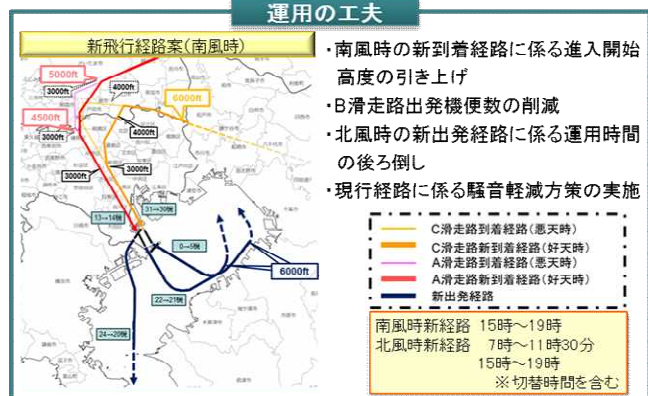 運用の工夫
新飛行経路案(南風時)
5000ft
3000ft
4000ft
6000ft
4500ft
3000ft
4000ft
3000ft
3000ft
31→30機
13→14機
0→5機
6000ft
22→21機
24→20機
・南風時の新到着経路に係る進入開始
高度の引き上げ
・B滑走路出発機便数の削減
・北風時の新出発経路に係る運用時間
の後ろ倒し
・現行経路に係る騒音軽減方策の実施
C滑走路到着経路(悪天時)
C滑走路新到着経路(好天時)
A滑走路到着経路(悪天時)
A滑走路新到着経路(好天時)
新出発経路
南風時新経路 15時～19時
北風時新経路 7時～11時30分
15時～19時
※切替時間を含む